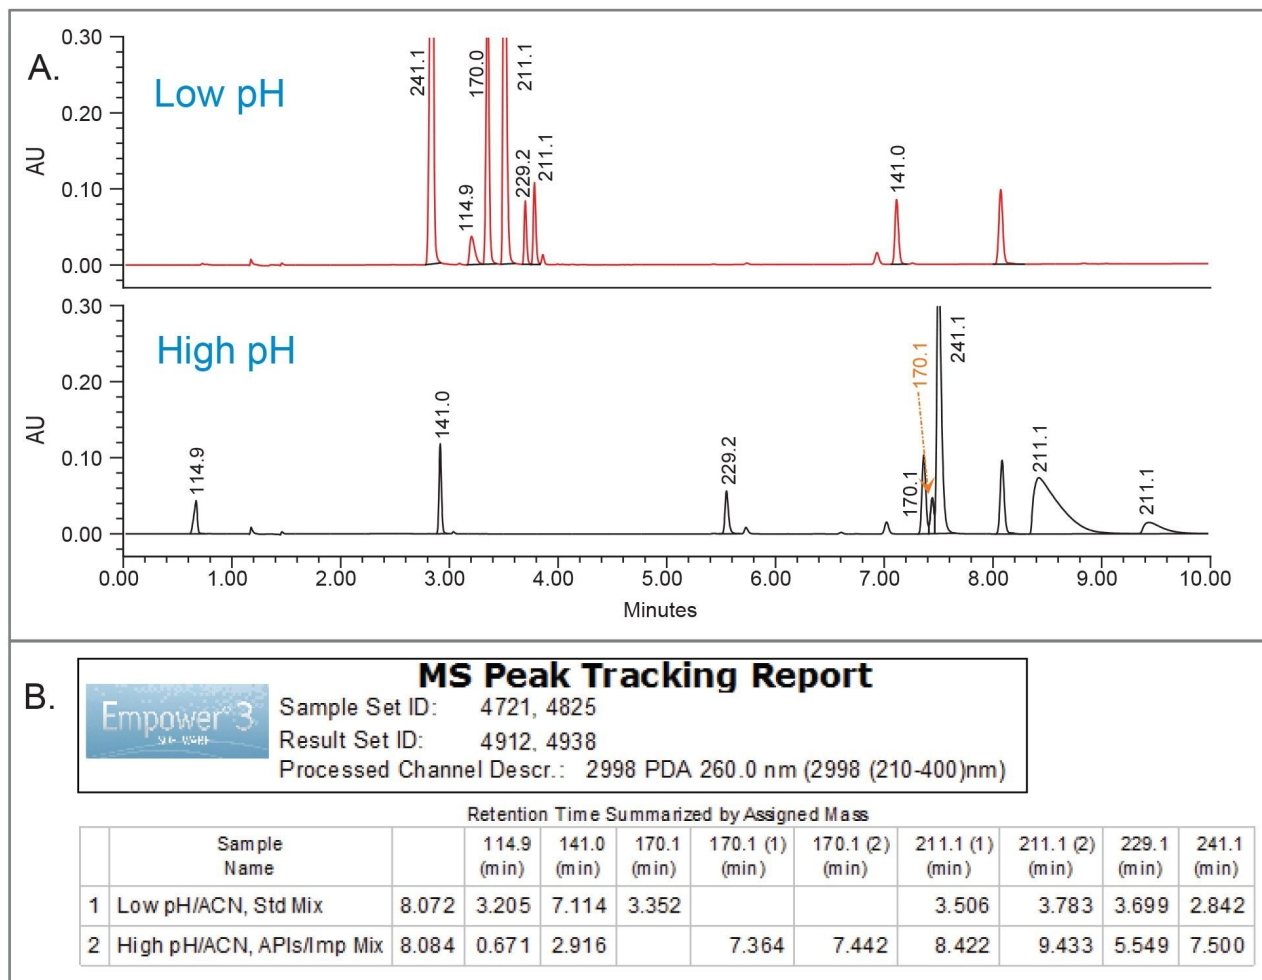 A.
Low pH
AU
0.30
0.20
0.10
0.00
241.1
114.9
170.0
211.1
229.2
211.1
141.0
High pH
AU
0.30
0.20
0.10
0.00
114.9
141.0
229.2
170.1
170.1
241.1
211.1
211.1
0.00 1.00 2.00 3.00 4.00 5.00 6.00 7.00 8.00 9.00 10.00
Minutes
B.
MS Peak Tracking Report
Empower 3
SOFTWARE
Sample Set ID: 4721, 4825
Result Set ID: 4912, 4938
Processed Channel Descr.: 2998 PDA 260.0 nm (2998 (210-400)nm)
Retention Time Summarized by Assigned Mass
Sample Name 114.9 (min) 141.0 (min) 170.1 (min) 170.1 (1) (min) 170.1 (2) (min) 211.1 (1) (min) 211.1 (2) (min) 229.1 (min) 241.1 (min)
1 Low pH/ACN, Std Mix 8.072 3.205 7.114 3.352 3.506 3.783 3.699 2.842
2 High pH/ACN, APIs/Imp Mix 8.084 0.671 2.916 7.364 7.442 8.422 9.433 5.549 7.500